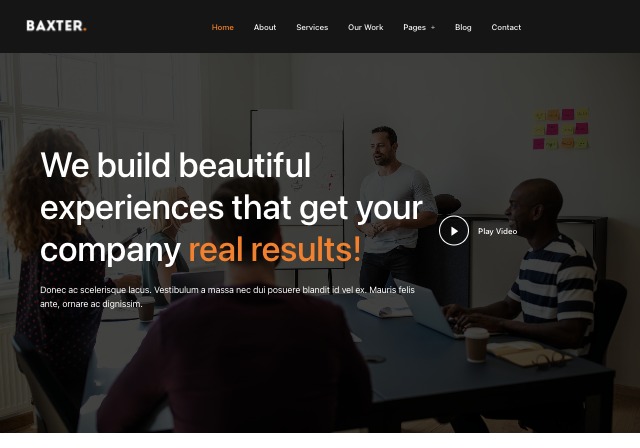 BAXTER.
Home About Services Our Work Pages + Blog Contact
We build beautiful
experiences that get your
company real results!
Play Video
Donec ac scelerisque lacus. Vestibulum a massa nec dui posuere blandit id vel ex. Mauris felis
ante, ornare ac dignissim.